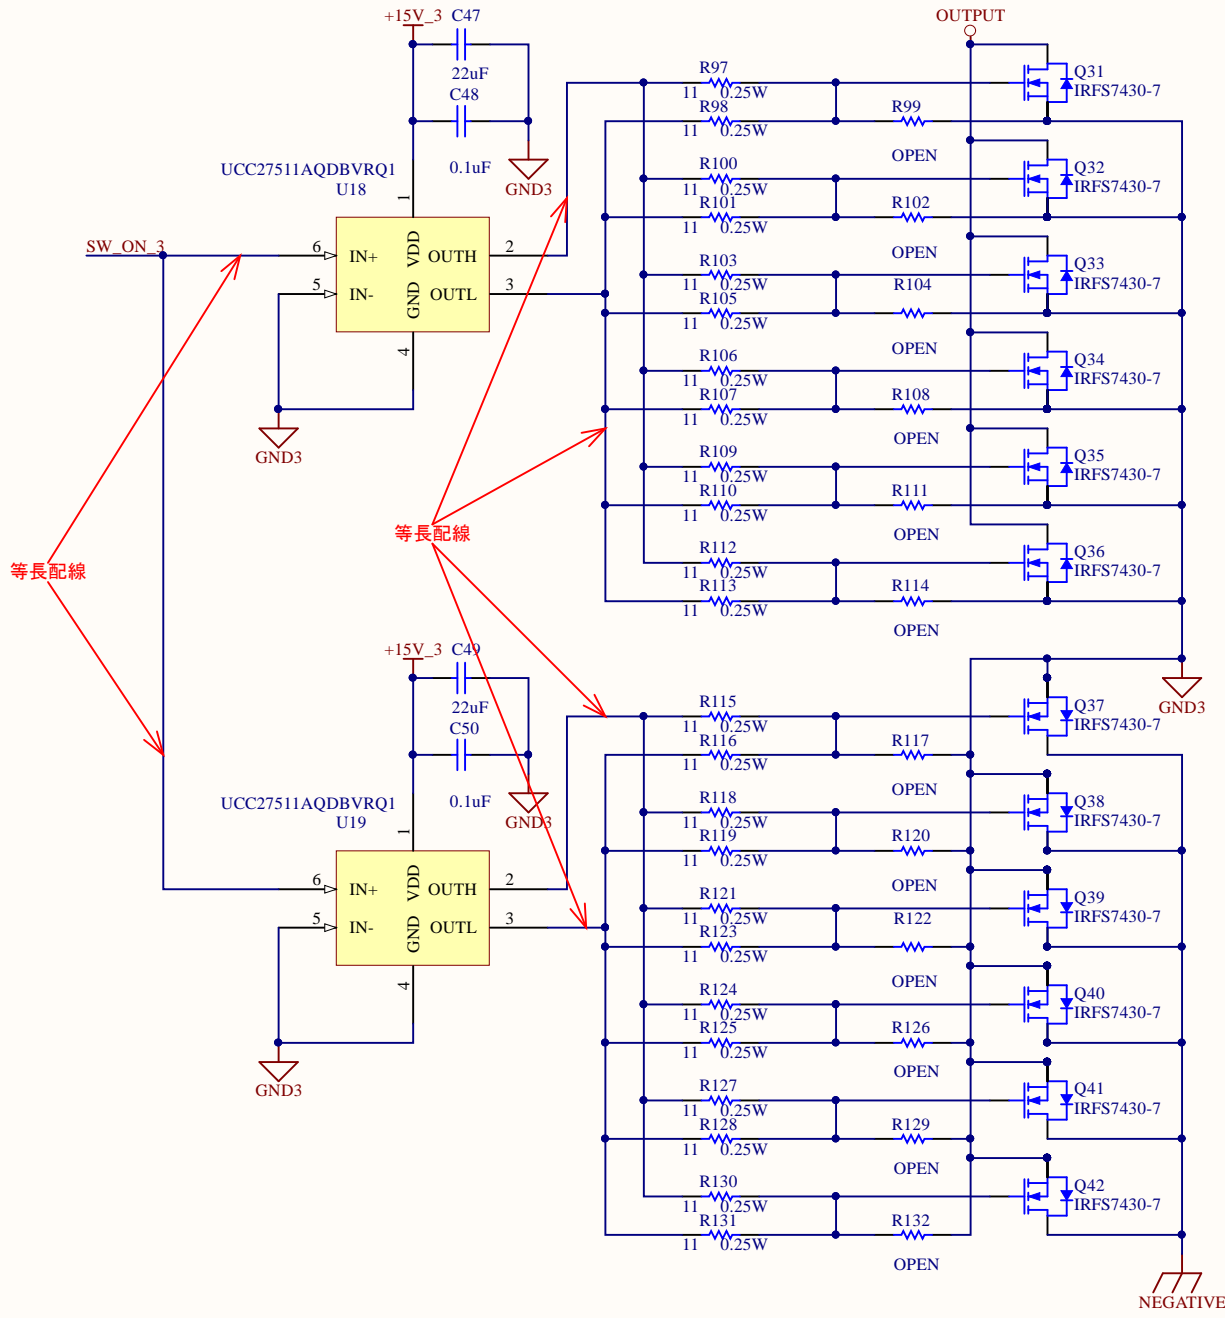 +15V_3
C47
22uF
C48
0.1uF
GND3
UCC27511AQDBVRQ1
U18
SW_ON_3
1
6 IN+ VDD OUTH 2
5 IN- GND OUTL 3
4
GND3
等長配線
等長配線
OUTPUT
R97
11 0.25W
R98
11 0.25W
R99
OPEN
Q31
IRFS7430-7
R100
11 0.25W
R101
11 0.25W
R102
OPEN
Q32
IRFS7430-7
R103
11 0.25W
R105
11 0.25W
R104
OPEN
Q33
IRFS7430-7
R106
11 0.25W
R107
11 0.25W
R108
OPEN
Q34
IRFS7430-7
R109
11 0.25W
R110
11 0.25W
R111
OPEN
Q35
IRFS7430-7
R112
11 0.25W
R113
11 0.25W
R114
OPEN
Q36
IRFS7430-7
GND3
+15V_3
C49
22uF
C50
0.1uF
GND3
UCC27511AQDBVRQ1
U19
1
6 IN+ VDD OUTH 2
5 IN- GND OUTL 3
4
GND3
R115
11 0.25W
R116
11 0.25W
R117
OPEN
Q37
IRFS7430-7
R118
11 0.25W
R119
11 0.25W
R120
OPEN
Q38
IRFS7430-7
R121
11 0.25W
R123
11 0.25W
R122
OPEN
Q39
IRFS7430-7
R124
11 0.25W
R125
11 0.25W
R126
OPEN
Q40
IRFS7430-7
R127
11 0.25W
R128
11 0.25W
R129
OPEN
Q41
IRFS7430-7
R130
11 0.25W
R131
11 0.25W
R132
OPEN
Q42
IRFS7430-7
NEGATIVE